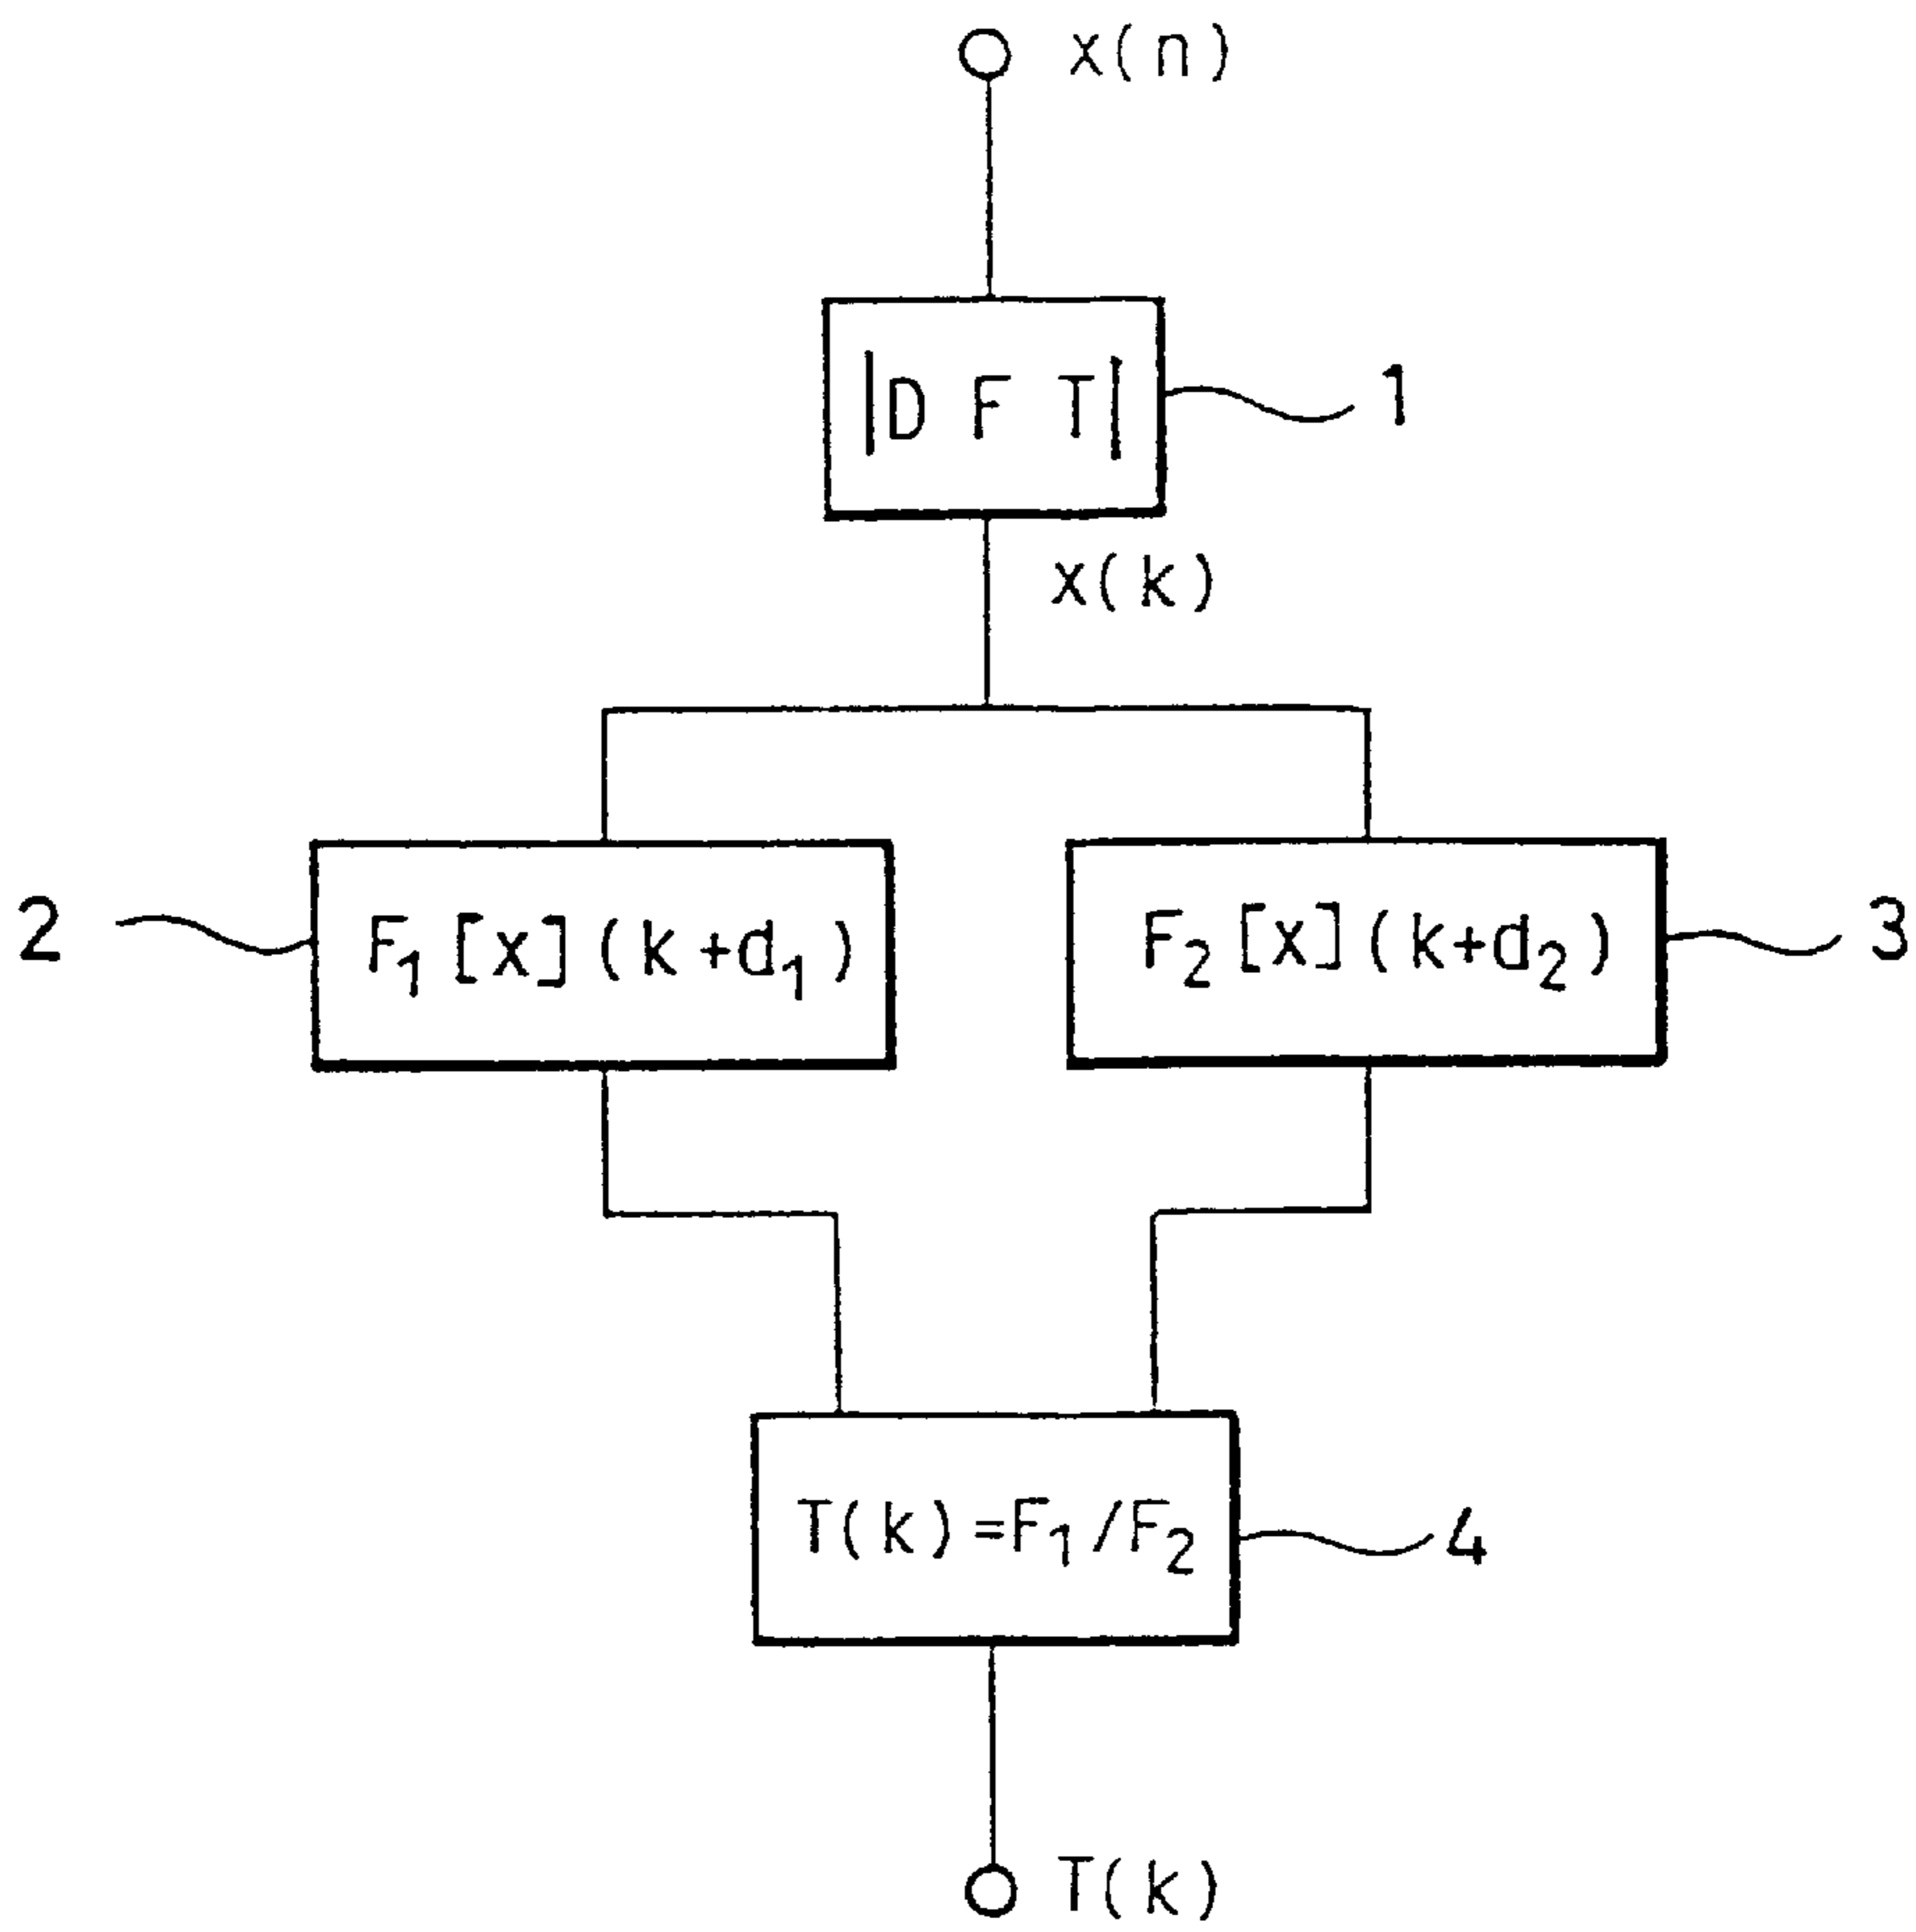 x(n)
|D F T|
1
x(k)
2
F₁[x](k+d₁)
F₂[x](k+d₂)
3
T(k)=F₁/F₂
4
T(k)